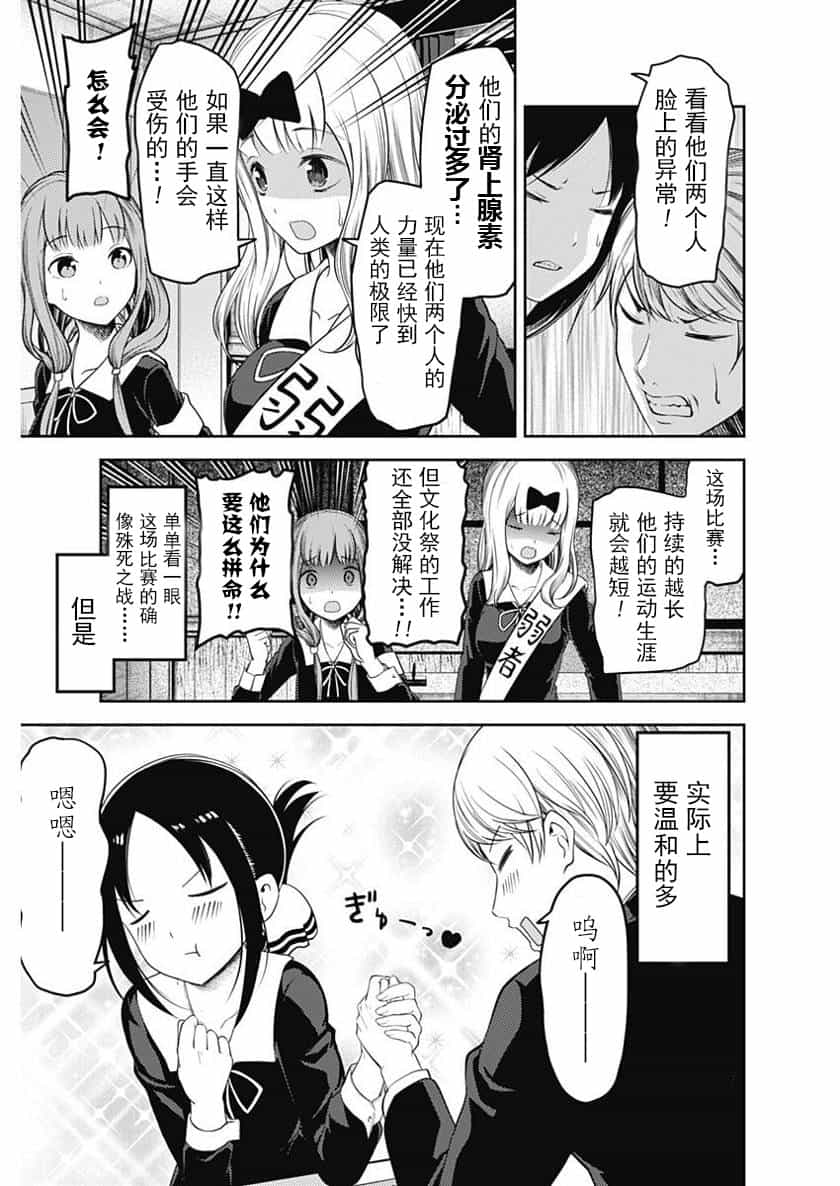 看看他们两个人
脸上的异常！
他们的肾上腺素
分泌过多了…
现在他们两个人的
力量已经快到
人类的极限了
如果一直这样
他们的手会
受伤的…！
怎么会！
弱
这场比赛…
持续的越长
他们的运动生涯
就会越短！
弱者
但文化祭的工作
还全部没解决…!!
他们为什么
要这么拼命!!
单单看一眼
这场比赛的确
像殊死之战……
但是
实际上
要温和的多
呜啊——
ぎゅーっ♥
嗯嗯——